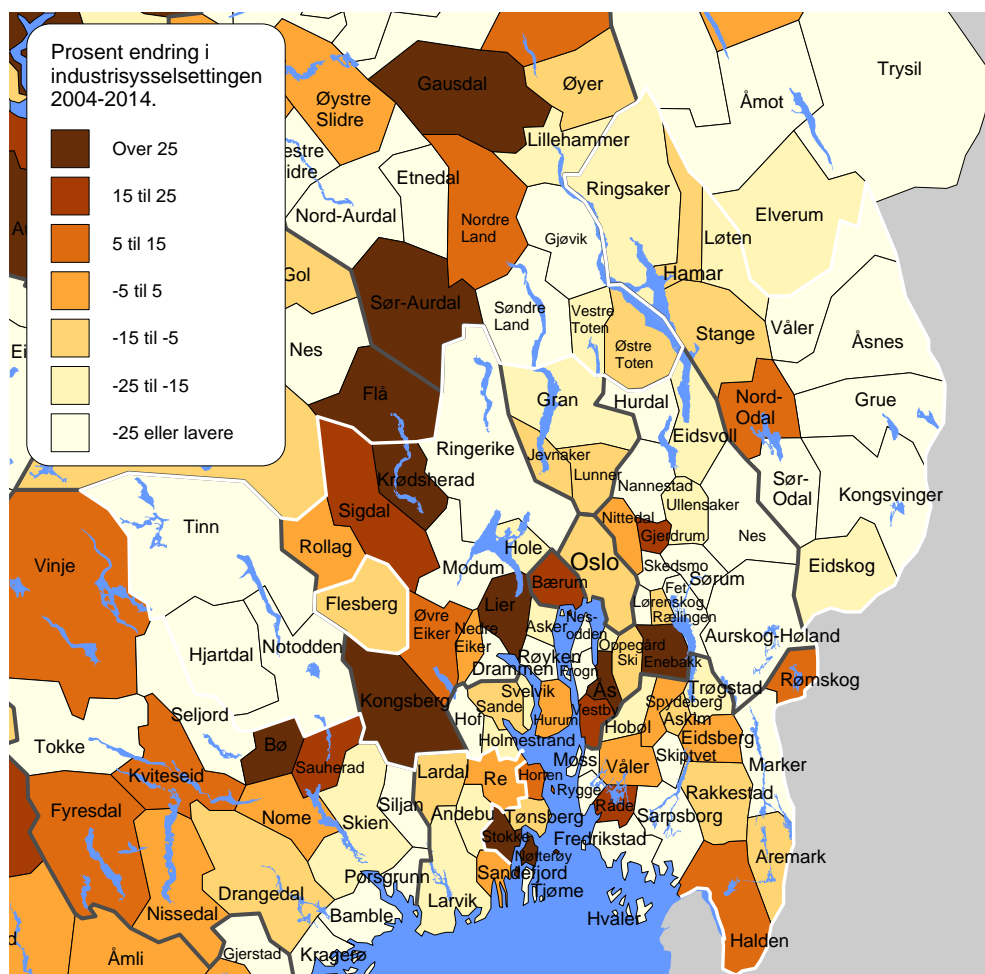 Prosent endring i
industrisysselsettingen
2004-2014.
Over 25
15 til 25
5 til 15
-5 til 5
-15 til -5
-25 til -15
-25 eller lavere
Trysil
Gausdal
Øyer
Åmot
Øystre
Slidre
Lillehammer
Etnedal
Ringsaker
Nord-Aurdal
Elverum
Nordre
Land
Gjøvik
Løten
Gol
Hamar
Sør-Aurdal
Søndre
Land
Vestre
Toten
Stange
Våler
Åsnes
Nes
Østre
Toten
Flå
Gran
Hurdal
Nord-
Odal
Grue
Ringerike
Eidsvoll
Jevnaker
Lunner
Krødsherad
Nannestad
Sør-
Odal
Kongsvinger
Ullensaker
Tinn
Sigdal
Nittedal
Gjerdrum
Nes
Rollag
Hole
Oslo
Vinje
Modum
Bærum
Skedsmo
Sørum
Eidskog
Fet
Flesberg
Lier
Lørenskog
Rælingen
Øvre
Eiker
Nedre
Eiker
Asker
Nes-
odden
Aurskog-Høland
Hjartdal
Notodden
Oppegård
Ski
Enebakk
Drammen
Røyken
Frogn
Rømskog
Kongsberg
Svelvik
Sande
Ås
Trøgstad
Spydeberg
Hurum
Vestby
Seljord
Hof
Hobøl
Askim
Eidsberg
Tokke
Bø
Holmestrand
Skiptvet
Marker
Moss
Våler
Kviteseid
Sauherad
Lardal
Re
Horten
Rygge
Råde
Rakkestad
Fyresdal
Nome
Siljan
Andebu
Tønsberg
Sarpsborg
Skien
Stokke
Fredrikstad
Nøtterøy
Aremark
Sandefjord
Drangedal
Porsgrunn
Tjøme
Larvik
Nissedal
Bamble
Hvaler
Halden
Åmli
Gjerstad
Kragerø